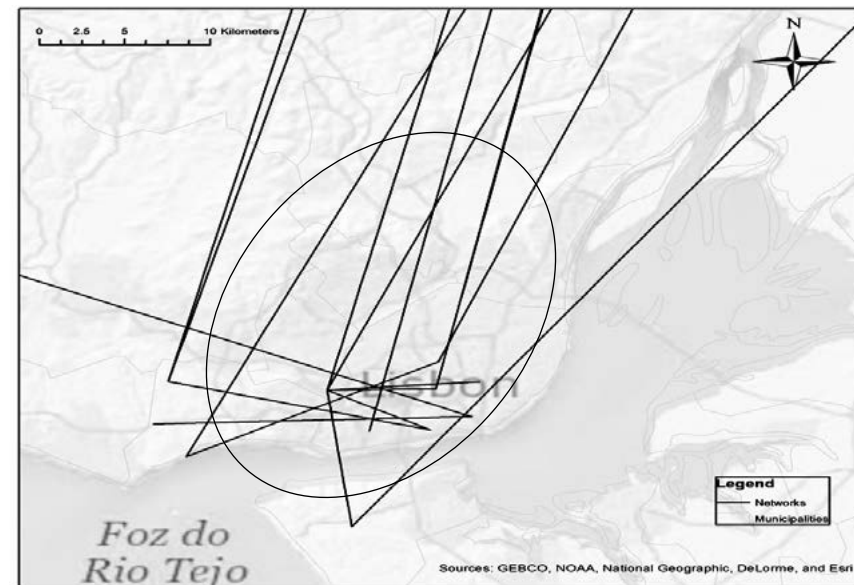 0 2.5 5 10 Kilometers
N
Lisbon
Legend
Networks
Municipalities
Foz do
Rio Tejo
Sources: GEBCO, NOAA, National Geographic, DeLorme, and Esri